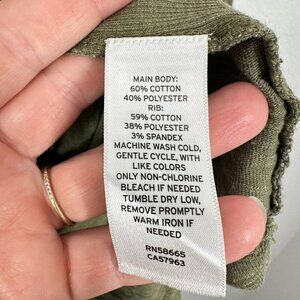 MAIN BODY:
60% COTTON
40% POLYESTER
RIB:
59% COTTON
38% POLYESTER
3% SPANDEX
MACHINE WASH COLD,
GENTLE CYCLE, WITH
LIKE COLORS
ONLY NON-CHLORINE
BLEACH IF NEEDED
TUMBLE DRY LOW,
REMOVE PROMPTLY
WARM IRON IF
NEEDED
RN58665
CA57963